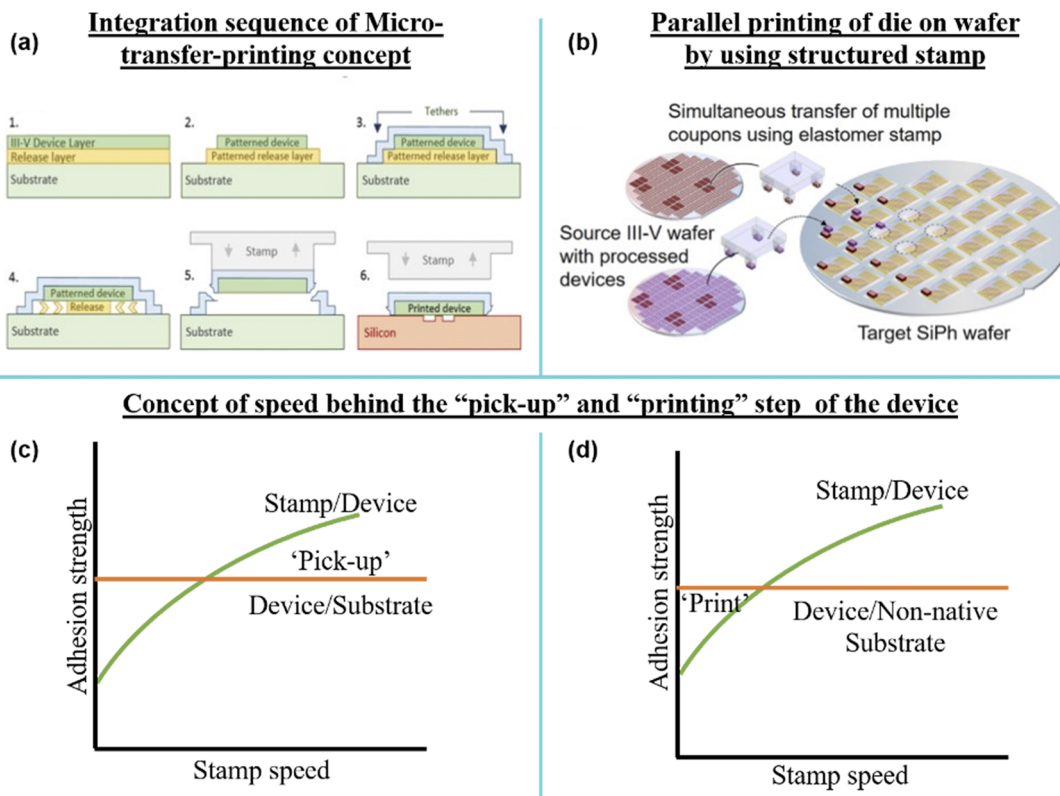 (a)
Integration sequence of Micro-
transfer-printing concept
1.
III-V Device Layer
Release layer
Substrate
2.
Patterned device
Patterned release layer
Substrate
3.
Tethers
Patterned device
Patterned release layer
Substrate
4.
Patterned device
Release
Substrate
5.
Stamp
Substrate
6.
Stamp
Printed device
Silicon
(b)
Parallel printing of die on wafer
by using structured stamp
Simultaneous transfer of multiple
coupons using elastomer stamp
Source III-V wafer
with processed
devices
Target SiPh wafer
Concept of speed behind the “pick-up” and “printing” step of the device
(c)
Adhesion strength
Stamp/Device
‘Pick-up’
Device/Substrate
Stamp speed
(d)
Adhesion strength
Stamp/Device
‘Print’
Device/Non-native
Substrate
Stamp speed